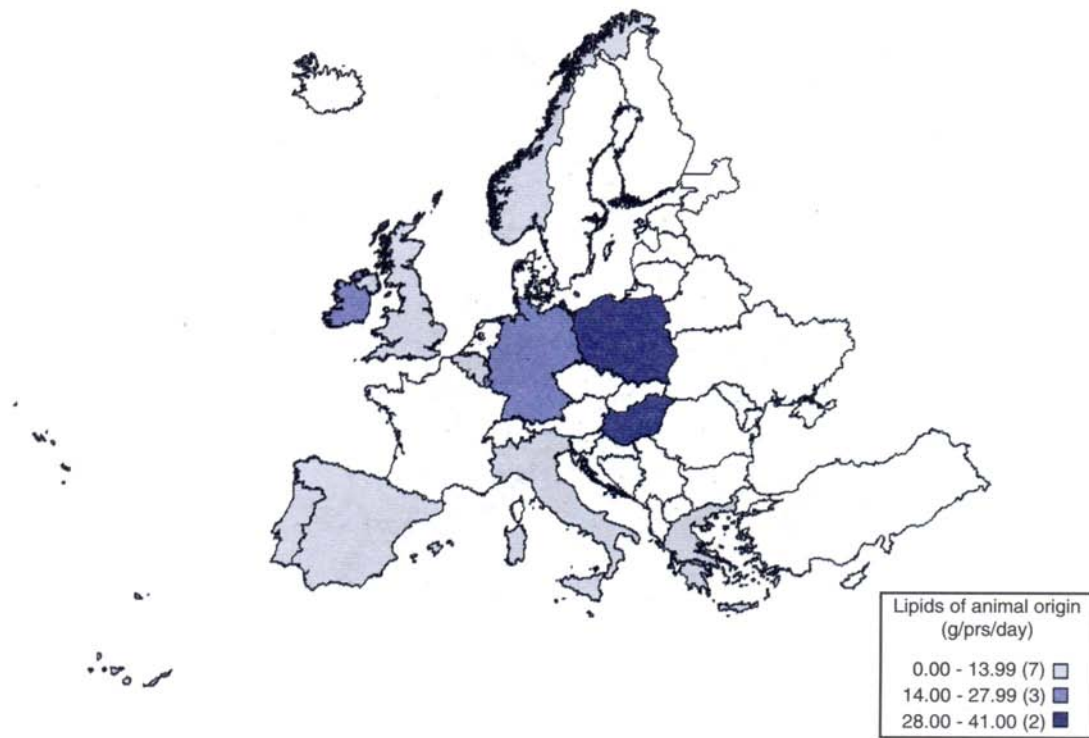 Lipids of animal origin
(g/prs/day)
0.00 - 13.99 (7)
14.00 - 27.99 (3)
28.00 - 41.00 (2)